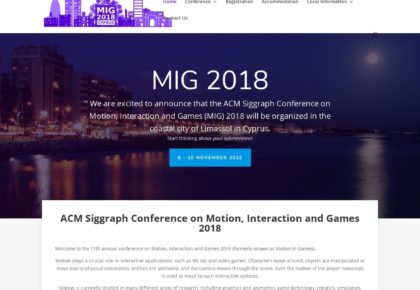 Home Conference Registration Accommodation Local Information
Contact Us
MIG
2018
CYPRUS
MIG 2018
We are excited to announce that the ACM Siggraph Conference on
Motion, Interaction and Games (MIG) 2018 will be organized in the
coastal city of Limassol in Cyprus.
Start thinking about your submissions!
8 - 10 NOVEMBER 2018
ACM Siggraph Conference on Motion, Interaction and Games
2018
Welcome to the 11th annual conference on Motion, Interaction and Games 2018 (formerly known as Motion in Games).
Motion plays a crucial role in interactive applications, such as VR, AR, and video games. Characters move around, objects are manipulated or
move due to physical constraints, entities are animated, and the camera moves through the scene. Even the motion of the player nowadays
is used as input to such interactive systems.
Motion is currently studied in many different areas of research, including graphics and animation, game technology, robotics, simulation,